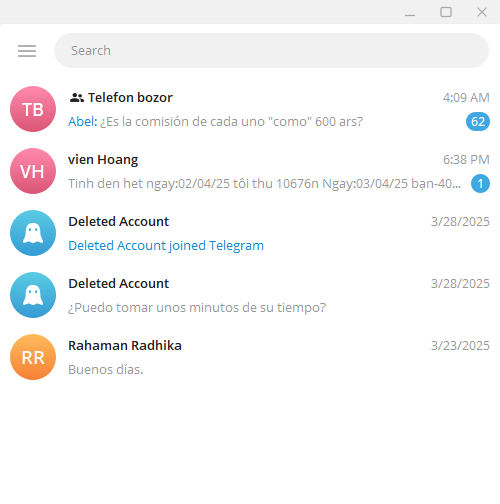 Search
TB
Telefon bozor
4:09 AM
Abel: ¿Es la comisión de cada uno "como" 600 ars?
62
VH
vien Hoang
6:38 PM
Tinh den het ngay:02/04/25 tôi thu 10676n Ngay:03/04/25 bạn-40...
1
Deleted Account
3/28/2025
Deleted Account joined Telegram
Deleted Account
3/28/2025
¿Puedo tomar unos minutos de su tiempo?
RR
Rahaman Radhika
3/23/2025
Buenos días.